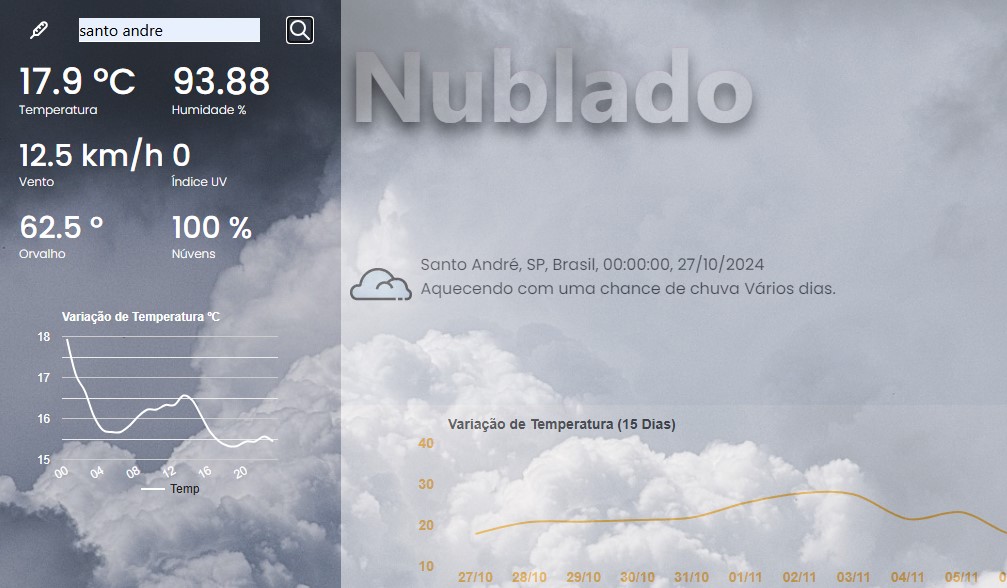 santo andre
17.9 ºC 93.88
Temperatura Humidade %
12.5 km/h 0
Vento Índice UV
62.5 º 100 %
Orvalho Núvens
Variação de Temperatura ºC
18
17
16
15
00 04 08 12 16 20
Temp
Nublado
Santo André, SP, Brasil, 00:00:00, 27/10/2024
Aquecendo com uma chance de chuva Vários dias.
Variação de Temperatura (15 Dias)
40
30
20
10
27/10 28/10 29/10 30/10 31/10 01/11 02/11 03/11 04/11 05/11